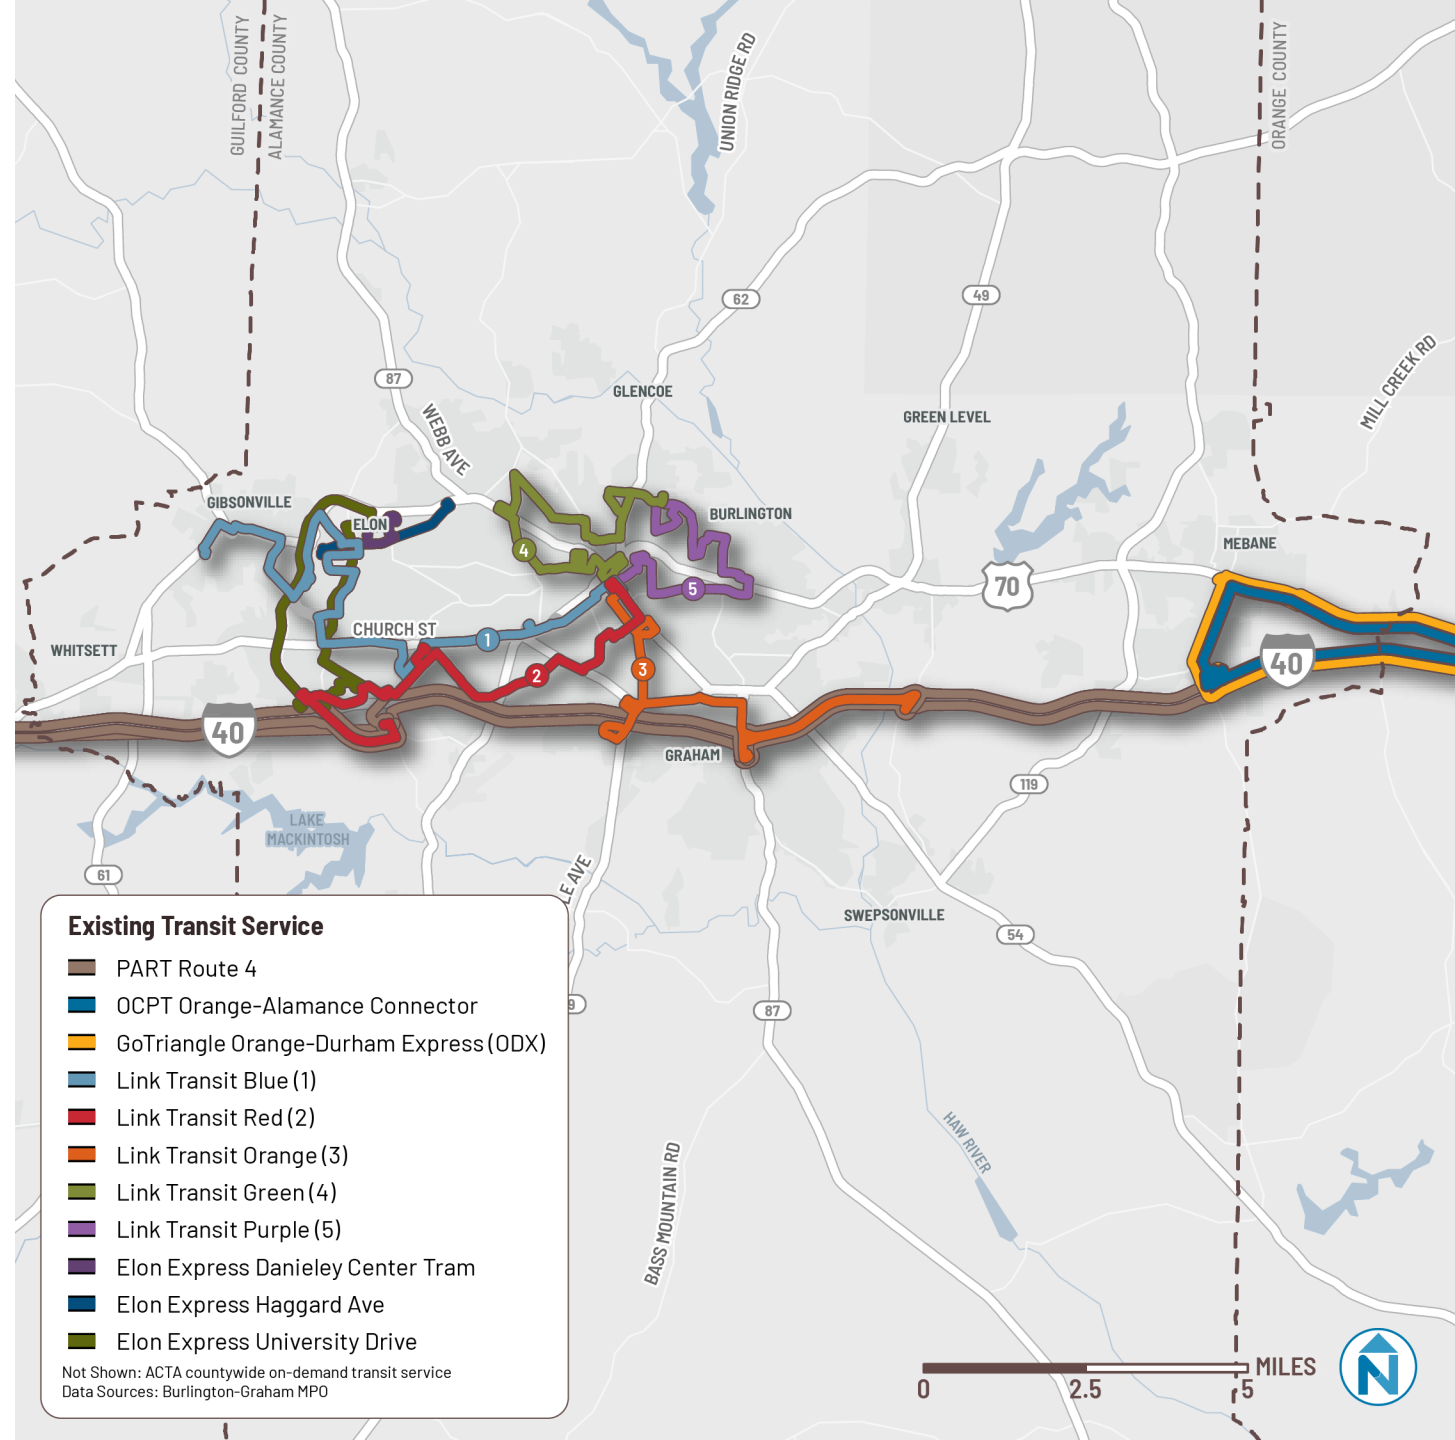 GUILFORD COUNTY
ALAMANCE COUNTY
UNION RIDGE RD
ORANGE COUNTY
62
49
87
MILL CREEK RD
GLENCOE
GREEN LEVEL
WEBB AVE
GIBSONVILLE
ELON
BURLINGTON
4
MEBANE
70
5
CHURCH ST
1
WHITSETT
2
3
40
40
GRAHAM
119
LAKE
MACKINTOSH
61
LE AVE
SWEPSONVILLE
54
9
87
HAW RIVER
BASS MOUNTAIN RD
Existing Transit Service
PART Route 4
OCPT Orange-Alamance Connector
GoTriangle Orange-Durham Express (ODX)
Link Transit Blue (1)
Link Transit Red (2)
Link Transit Orange (3)
Link Transit Green (4)
Link Transit Purple (5)
Elon Express Danieley Center Tram
Elon Express Haggard Ave
Elon Express University Drive
Not Shown: ACTA countywide on-demand transit service
Data Sources: Burlington-Graham MPO
MILES
0 2.5 5
N